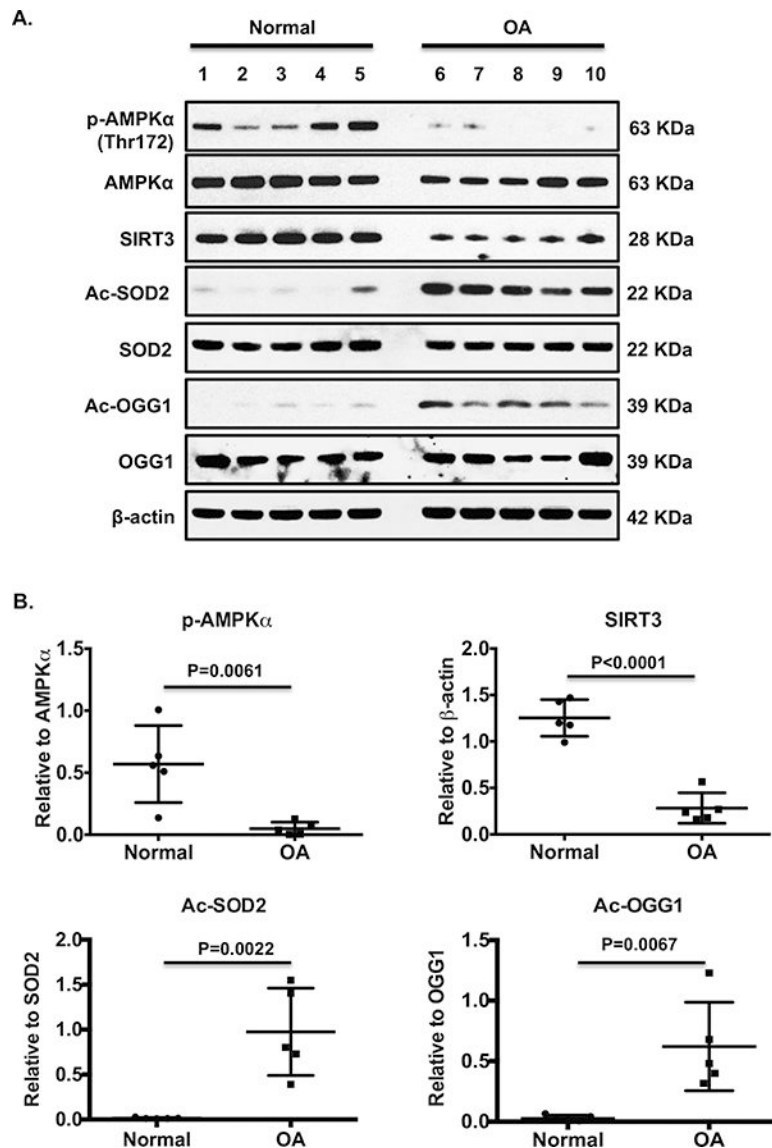 A.
Normal OA
1 2 3 4 5 6 7 8 9 10
p-AMPKα
(Thr172)
63 KDa
AMPKα 63 KDa
SIRT3 28 KDa
Ac-SOD2 22 KDa
SOD2 22 KDa
Ac-OGG1 39 KDa
OGG1 39 KDa
β-actin 42 KDa
B.
p-AMPKα
Relative to AMPKα
1.5
1.0
0.5
0.0
P=0.0061
Normal OA
SIRT3
Relative to β-actin
2.0
1.5
1.0
0.5
0.0
P<0.0001
Normal OA
Ac-SOD2
Relative to SOD2
2.0
1.5
1.0
0.5
0.0
P=0.0022
Normal OA
Ac-OGG1
Relative to OGG1
1.5
1.0
0.5
0.0
P=0.0067
Normal OA